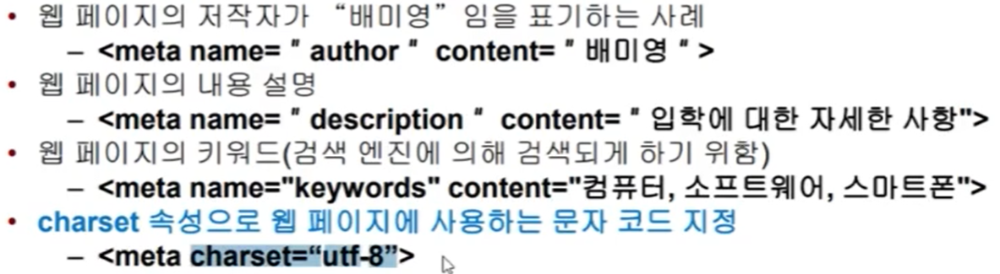 • 웹 페이지의 저작자가 “배미영”임을 표기하는 사례
– <meta name= " author " content= " 배미영 " >
• 웹 페이지의 내용 설명
– <meta name= " description " content= " 입학에 대한 자세한 사항">
• 웹 페이지의 키워드(검색 엔진에 의해 검색되게 하기 위함)
– <meta name="keywords" content="컴퓨터, 소프트웨어, 스마트폰">
• charset 속성으로 웹 페이지에 사용하는 문자 코드 지정
– <meta charset=“utf-8”>